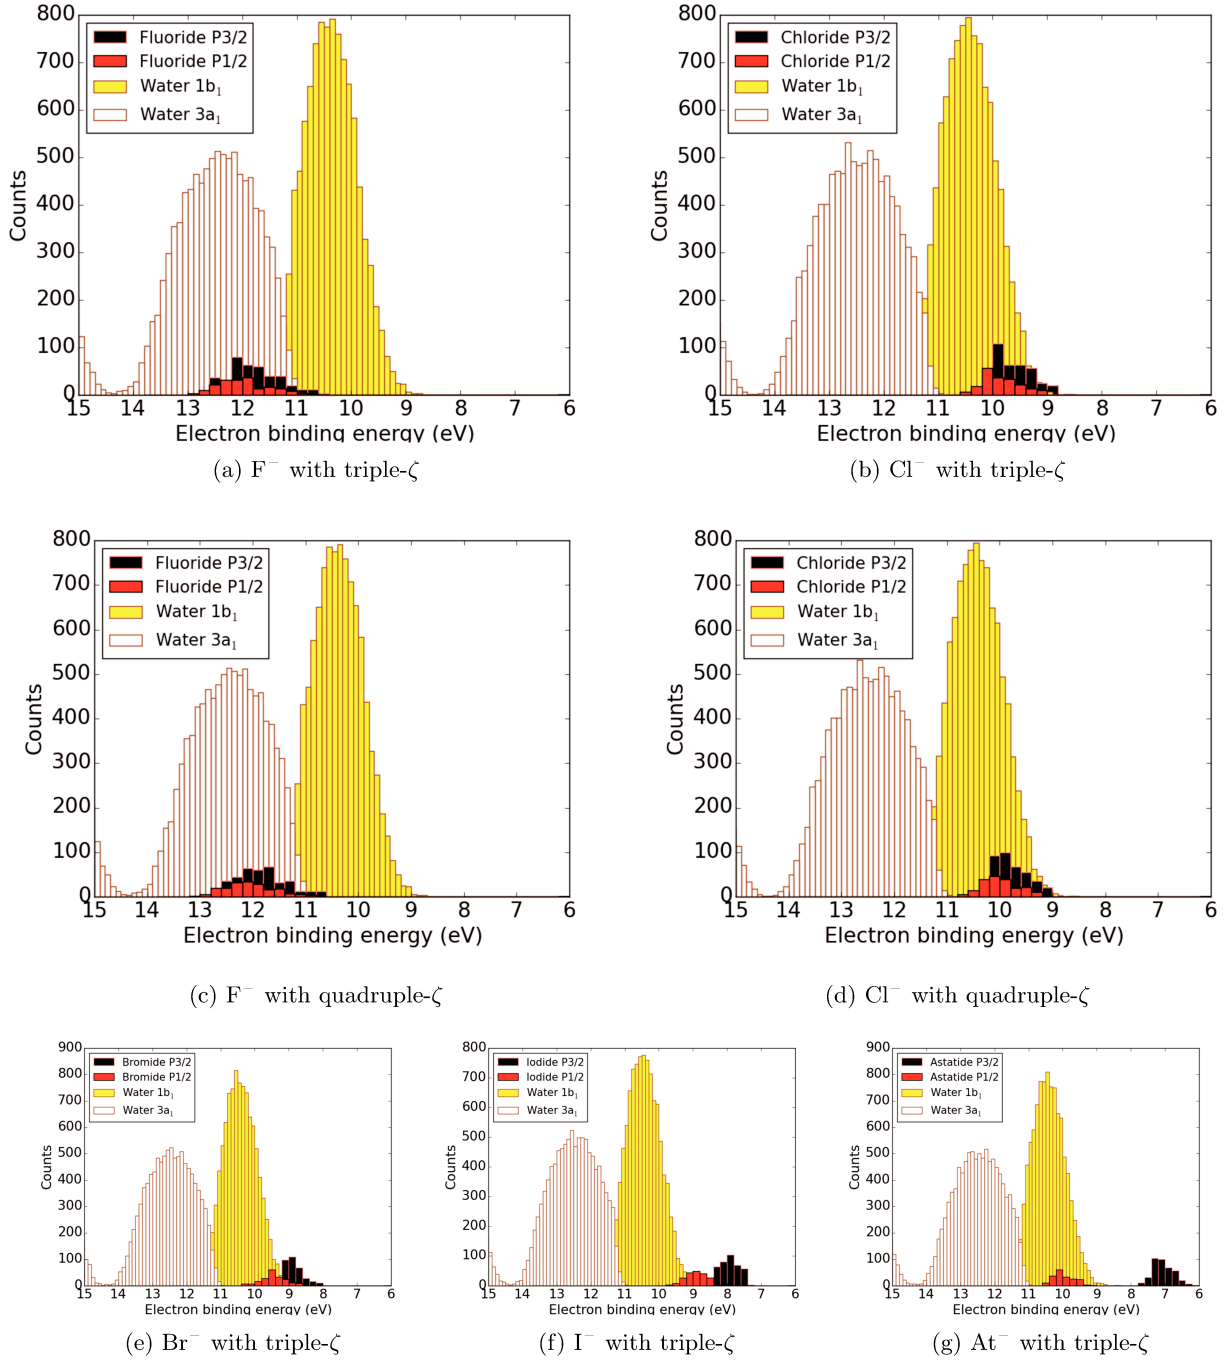 800
700
600
500
400
300
200
100
0
Counts
Fluoride P3/2
Fluoride P1/2
Water 1b₁
Water 3a₁
15 14 13 12 11 10 9 8 7 6
Electron binding energy (eV)
(a) F⁻ with triple-ζ
800
700
600
500
400
300
200
100
0
Counts
Chloride P3/2
Chloride P1/2
Water 1b₁
Water 3a₁
15 14 13 12 11 10 9 8 7 6
Electron binding energy (eV)
(b) Cl⁻ with triple-ζ
800
700
600
500
400
300
200
100
0
Counts
Fluoride P3/2
Fluoride P1/2
Water 1b₁
Water 3a₁
15 14 13 12 11 10 9 8 7 6
Electron binding energy (eV)
(c) F⁻ with quadruple-ζ
800
700
600
500
400
300
200
100
0
Counts
Chloride P3/2
Chloride P1/2
Water 1b₁
Water 3a₁
15 14 13 12 11 10 9 8 7 6
Electron binding energy (eV)
(d) Cl⁻ with quadruple-ζ
900
800
700
600
500
400
300
200
100
0
Counts
Bromide P3/2
Bromide P1/2
Water 1b₁
Water 3a₁
15 14 13 12 11 10 9 8 7 6
Electron binding energy (eV)
(e) Br⁻ with triple-ζ
800
700
600
500
400
300
200
100
0
Counts
Iodide P3/2
Iodide P1/2
Water 1b₁
Water 3a₁
15 14 13 12 11 10 9 8 7 6
Electron binding energy (eV)
(f) I⁻ with triple-ζ
900
800
700
600
500
400
300
200
100
0
Counts
Astatide P3/2
Astatide P1/2
Water 1b₁
Water 3a₁
15 14 13 12 11 10 9 8 7 6
Electron binding energy (eV)
(g) At⁻ with triple-ζ